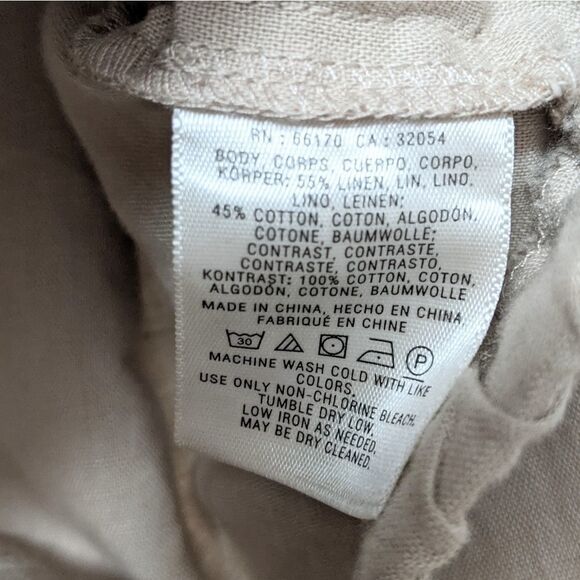 RN : 66170 CA : 32054
BODY, CORPS, CUERPO, CORPO,
KÖRPER: 55% LINEN, LIN, LINO,
LINO, LEINEN;
45% COTTON, COTON, ALGODÓN,
COTONE, BAUMWOLLE;
CONTRAST, CONTRASTE,
CONTRASTE, CONTRASTO,
KONTRAST: 100% COTTON, COTON,
ALGODÓN, COTONE, BAUMWOLLE
MADE IN CHINA, HECHO EN CHINA
FABRIQUÉ EN CHINE
30 P
MACHINE WASH COLD WITH LIKE
COLORS,
USE ONLY NON-CHLORINE BLEACH,
TUMBLE DRY LOW,
LOW IRON AS NEEDED,
MAY BE DRY CLEANED,